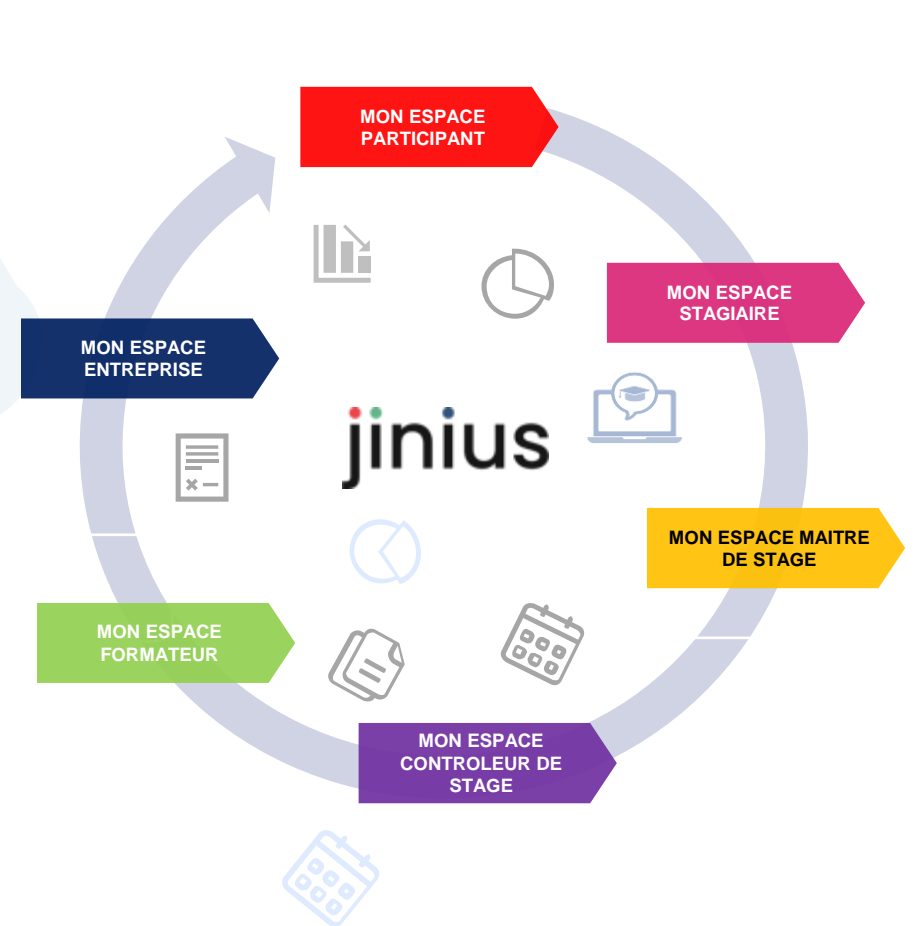 MON ESPACE
PARTICIPANT
MON ESPACE
STAGIAIRE
MON ESPACE
ENTREPRISE
jinius
MON ESPACE MAITRE
DE STAGE
MON ESPACE
FORMATEUR
MON ESPACE
CONTROLEUR DE
STAGE